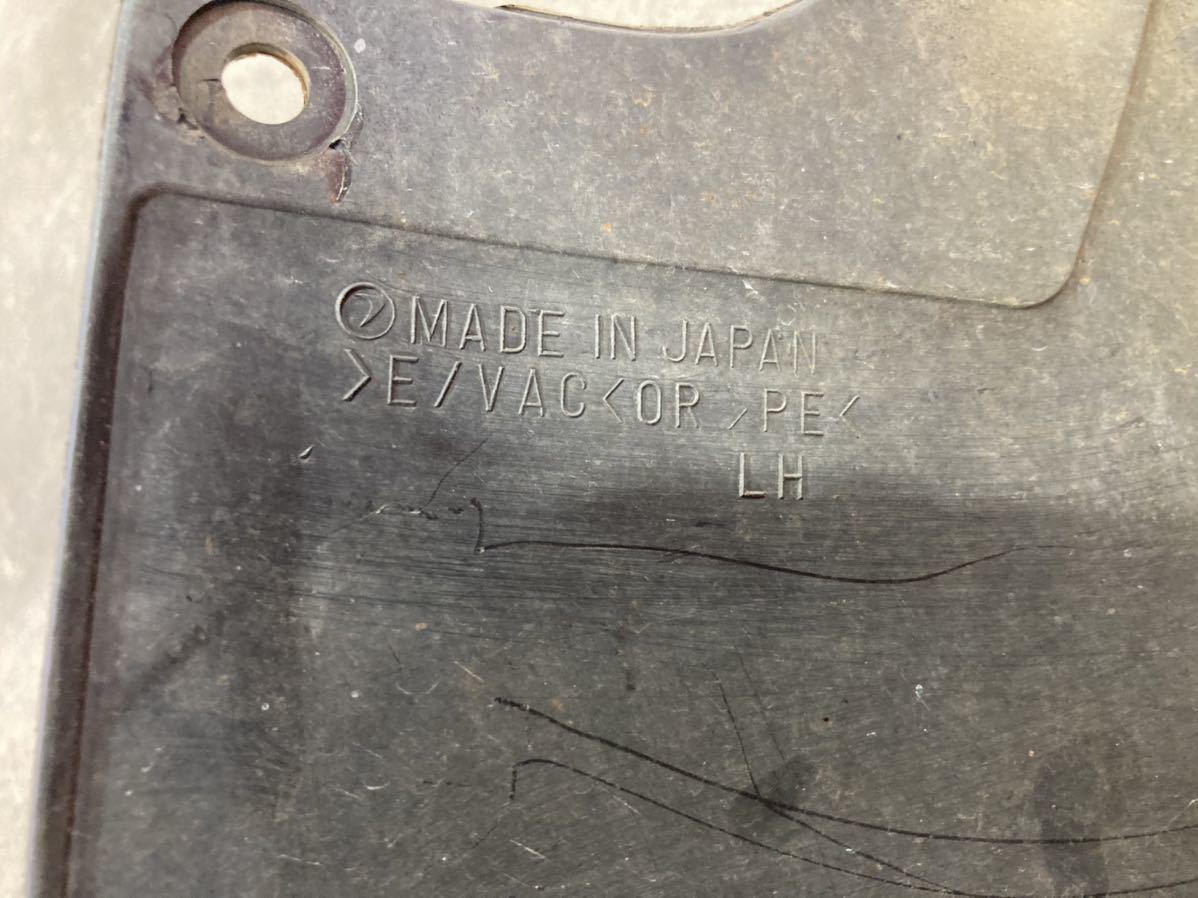 MADE IN JAPAN
>E/VAC<OR >PE<
LH